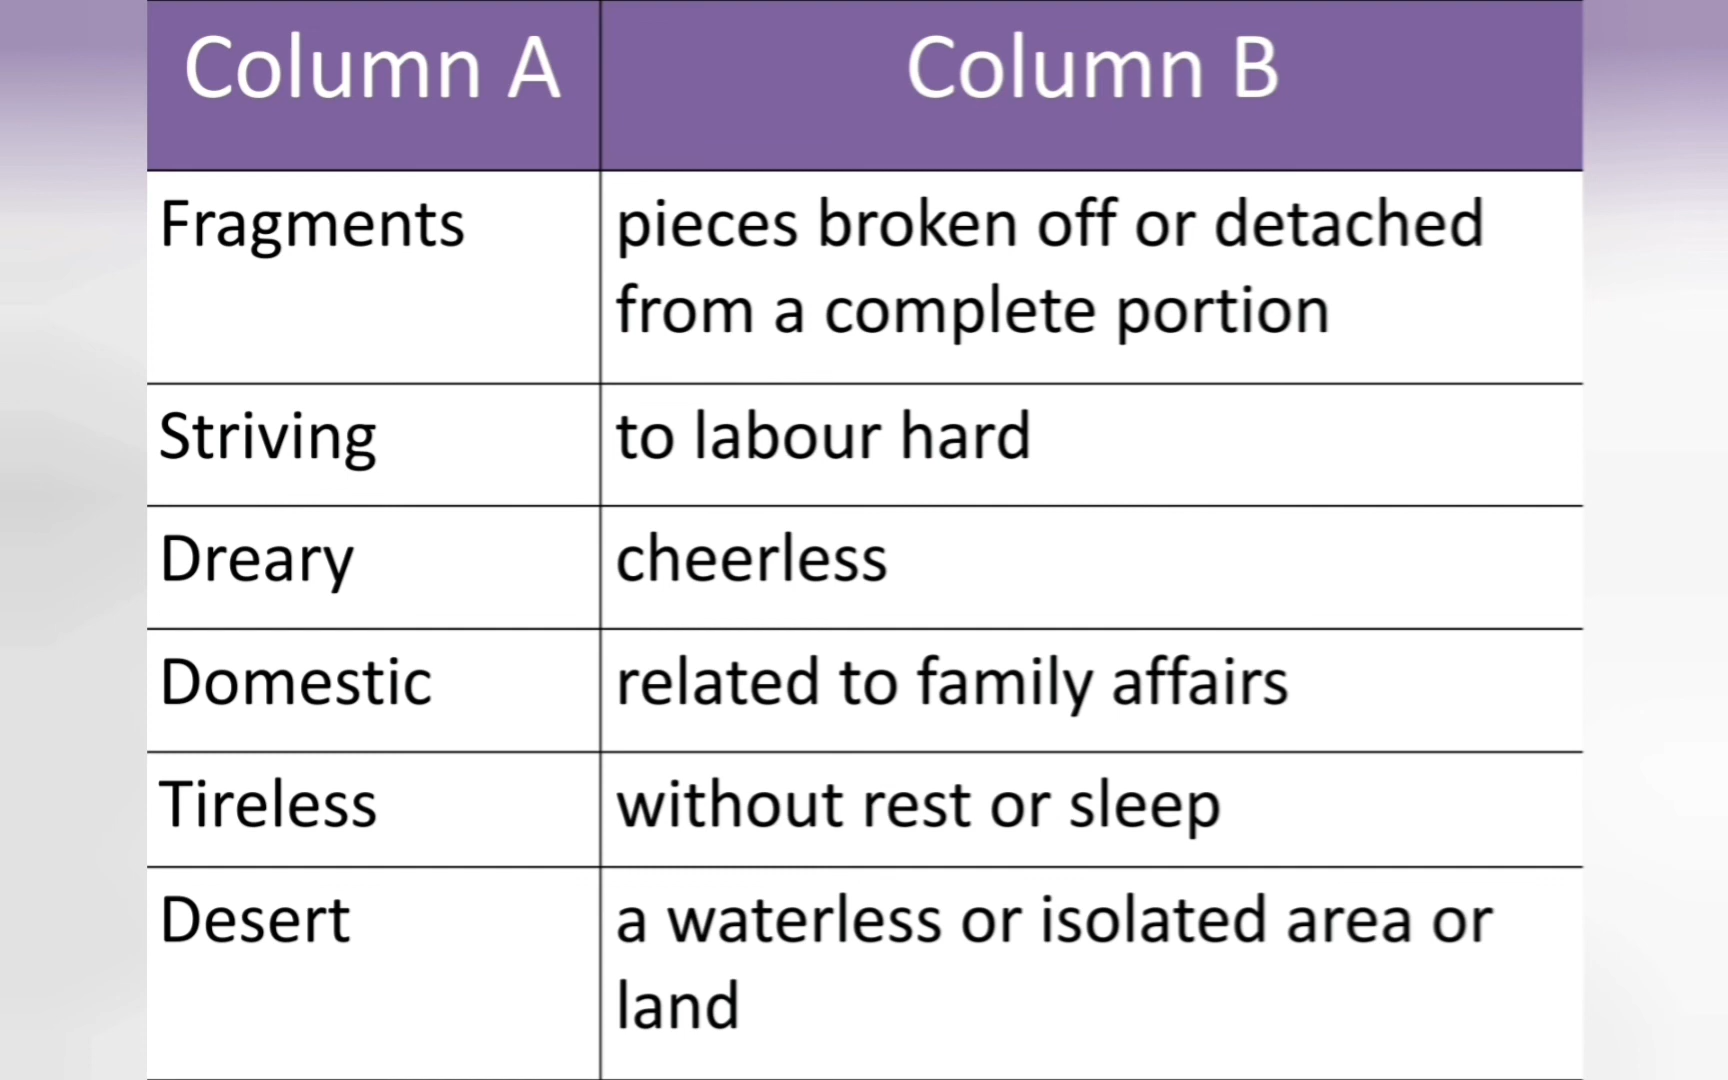 Column A
Column B
Fragments
pieces broken off or detached
from a complete portion
Striving
to labour hard
Dreary
cheerless
Domestic
related to family affairs
Tireless
without rest or sleep
Desert
a waterless or isolated area or
land